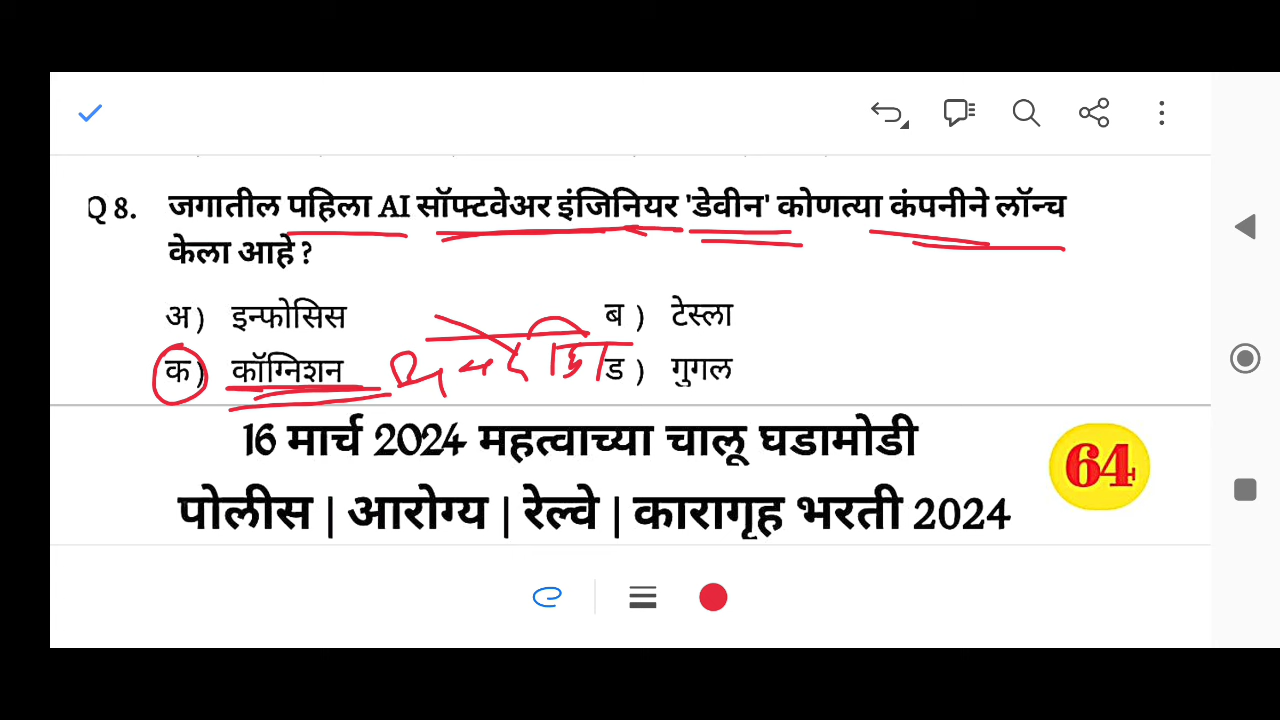 Q 8. जगातील पहिला AI सॉफ्टवेअर इंजिनियर 'डेवीन' कोणत्या कंपनीने लॉन्च
केला आहे ?
अ ) इन्फोसिस ब ) टेस्ला
क ) कॉग्निशन ड ) गुगल
16 मार्च 2024 महत्वाच्या चालू घडामोडी
64
पोलीस | आरोग्य | रेल्वे | कारागृह भरती 2024